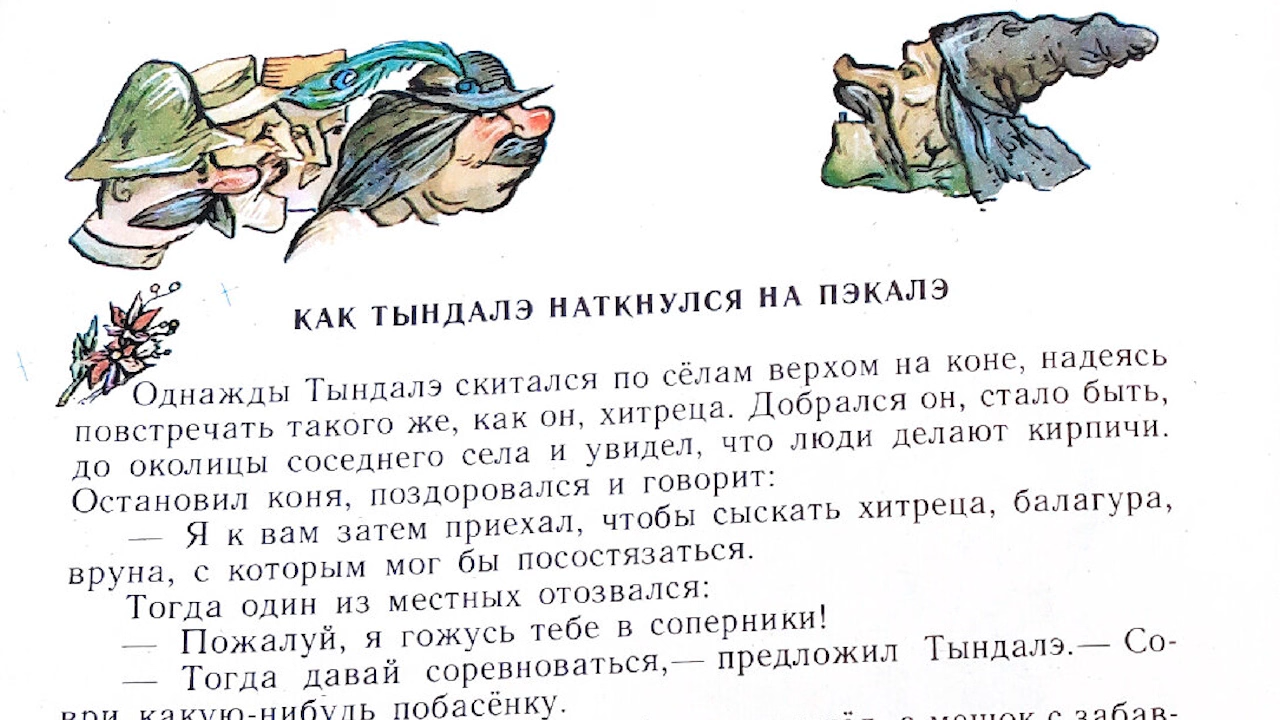 КАК ТЫНДАЛЭ НАТКНУЛСЯ НА ПЭКАЛЭ
Однажды Тындалэ скитался по сёлам верхом на коне, надеясь
повстречать такого же, как он, хитреца. Добрался он, стало быть,
до околицы соседнего села и увидел, что люди делают кирпичи.
Остановил коня, поздоровался и говорит:
— Я к вам затем приехал, чтобы сыскать хитреца, балагура,
вруна, с которым мог бы посостязаться.
Тогда один из местных отозвался:
— Пожалуй, я гожусь тебе в соперники!
— Тогда давай соревноваться,— предложил Тындалэ.— Со-
ври какую-нибудь побасёнку.
а мешок с забав-